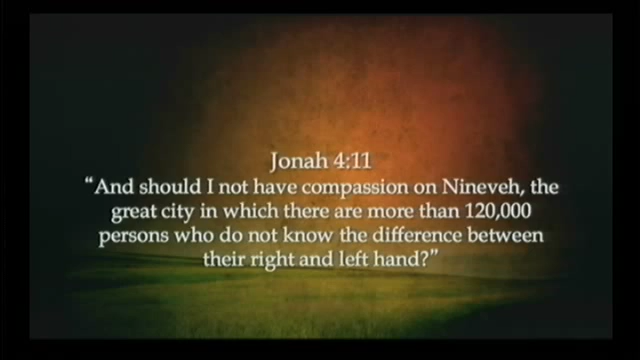 Jonah 4:11
“And should I not have compassion on Nineveh, the
great city in which there are more than 120,000
persons who do not know the difference between
their right and left hand?”